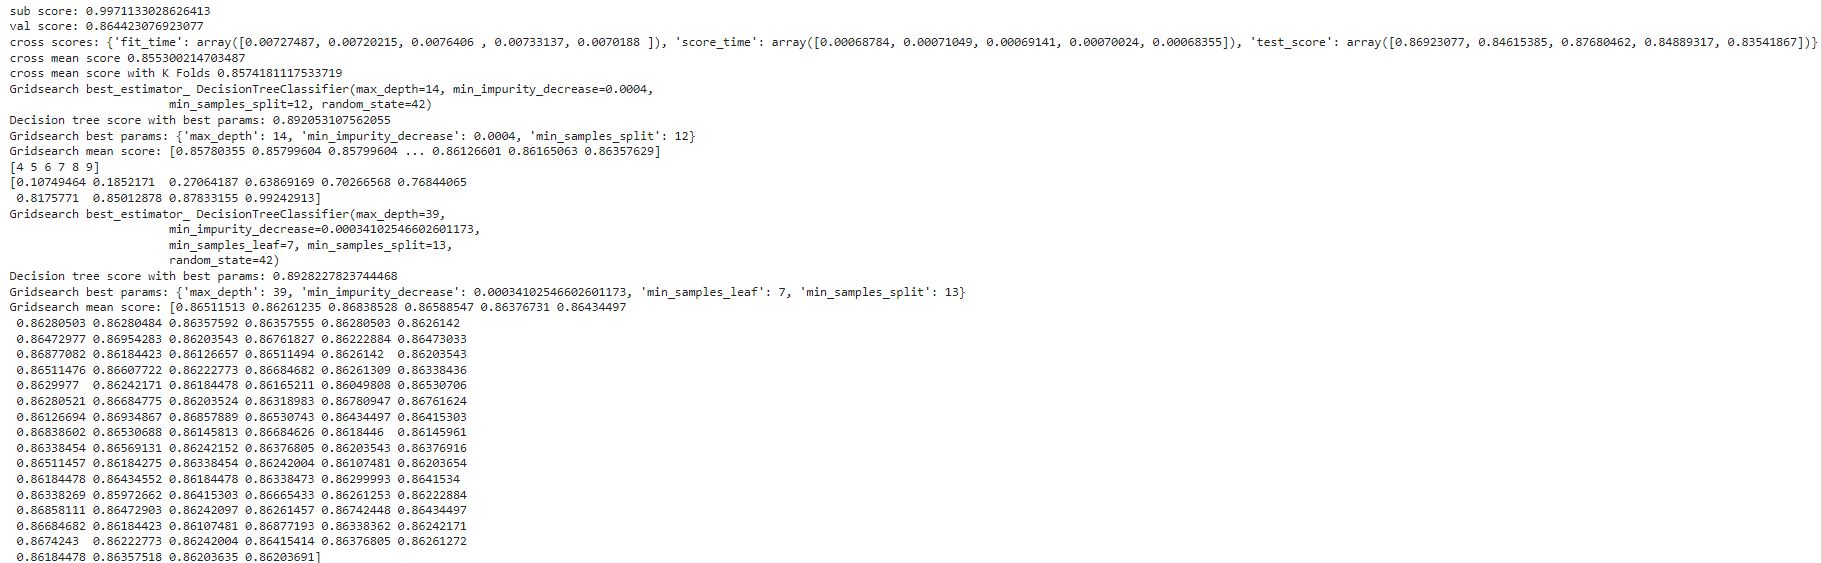 sub score: 0.9971133028626413
val score: 0.864423076923077
cross scores: {'fit_time': array([0.00727487, 0.00720215, 0.0076406 , 0.00733137, 0.0070188 ]), 'score_time': array([0.00068784, 0.00071049, 0.00069141, 0.00070024, 0.00068355]), 'test_score': array([0.86923077, 0.84615385, 0.87680462, 0.84889317, 0.83541867])}
cross mean score 0.855300214703487
cross mean score with K Folds 0.8574181117533719
Gridsearch best_estimator_ DecisionTreeClassifier(max_depth=14, min_impurity_decrease=0.0004,
                       min_samples_split=12, random_state=42)
Decision tree score with best params: 0.892053107562055
Gridsearch best params: {'max_depth': 14, 'min_impurity_decrease': 0.0004, 'min_samples_split': 12}
Gridsearch mean score: [0.85780355 0.85799604 0.85799604 ... 0.86126601 0.86165063 0.86357629]
[4 5 6 7 8 9]
[0.10749464 0.1852171  0.27064187 0.63869169 0.70266568 0.76844065
 0.8175771  0.85012878 0.87833155 0.99242913]
Gridsearch best_estimator_ DecisionTreeClassifier(max_depth=39,
                       min_impurity_decrease=0.00034102546602601173,
                       min_samples_leaf=7, min_samples_split=13,
                       random_state=42)
Decision tree score with best params: 0.8928227823744468
Gridsearch best params: {'max_depth': 39, 'min_impurity_decrease': 0.00034102546602601173, 'min_samples_leaf': 7, 'min_samples_split': 13}
Gridsearch mean score: [0.86511513 0.86261235 0.86838528 0.86588547 0.86376731 0.86434497
 0.86280503 0.86280484 0.86357592 0.86357555 0.86280503 0.8626142
 0.86472977 0.86954283 0.86203543 0.86761827 0.86222884 0.86473033
 0.86877082 0.86184423 0.86126657 0.86511494 0.8626142  0.86203543
 0.86511476 0.86607722 0.86222773 0.86684682 0.86261309 0.86338436
 0.8629977  0.86242171 0.86184478 0.86165211 0.86049808 0.86530706
 0.86280521 0.86684775 0.86203524 0.86318983 0.86780947 0.86761624
 0.86126694 0.86934867 0.86857889 0.86530743 0.86434497 0.86415303
 0.86838602 0.86530688 0.86145813 0.86684626 0.8618446  0.86145961
 0.86338454 0.86569131 0.86242152 0.86376805 0.86203543 0.86376916
 0.86511457 0.86184275 0.86338454 0.86242004 0.86107481 0.86203654
 0.86184478 0.86434552 0.86184478 0.86338473 0.86299993 0.8641534
 0.86338269 0.85972662 0.86415303 0.86665433 0.86261253 0.86222884
 0.86858111 0.86472903 0.86242097 0.86261457 0.86742448 0.86434497
 0.86684682 0.86184423 0.86107481 0.86877193 0.86338362 0.86242171
 0.8674243  0.86222773 0.86242004 0.86415414 0.86376805 0.86261272
 0.86184478 0.86357518 0.86203635 0.86203691]